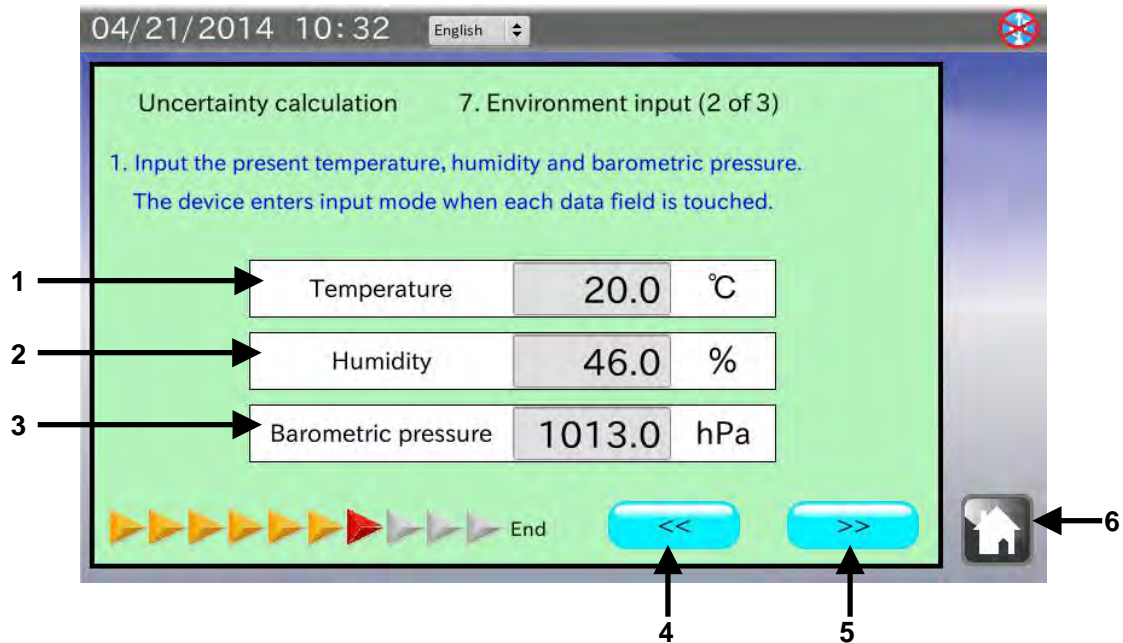 04/21/2014 10:32 English
Uncertainty calculation 7. Environment input (2 of 3)
1. Input the present temperature, humidity and barometric pressure.
The device enters input mode when each data field is touched.
1 Temperature 20.0 ℃
2 Humidity 46.0 %
3 Barometric pressure 1013.0 hPa
End << >>
6
4 5